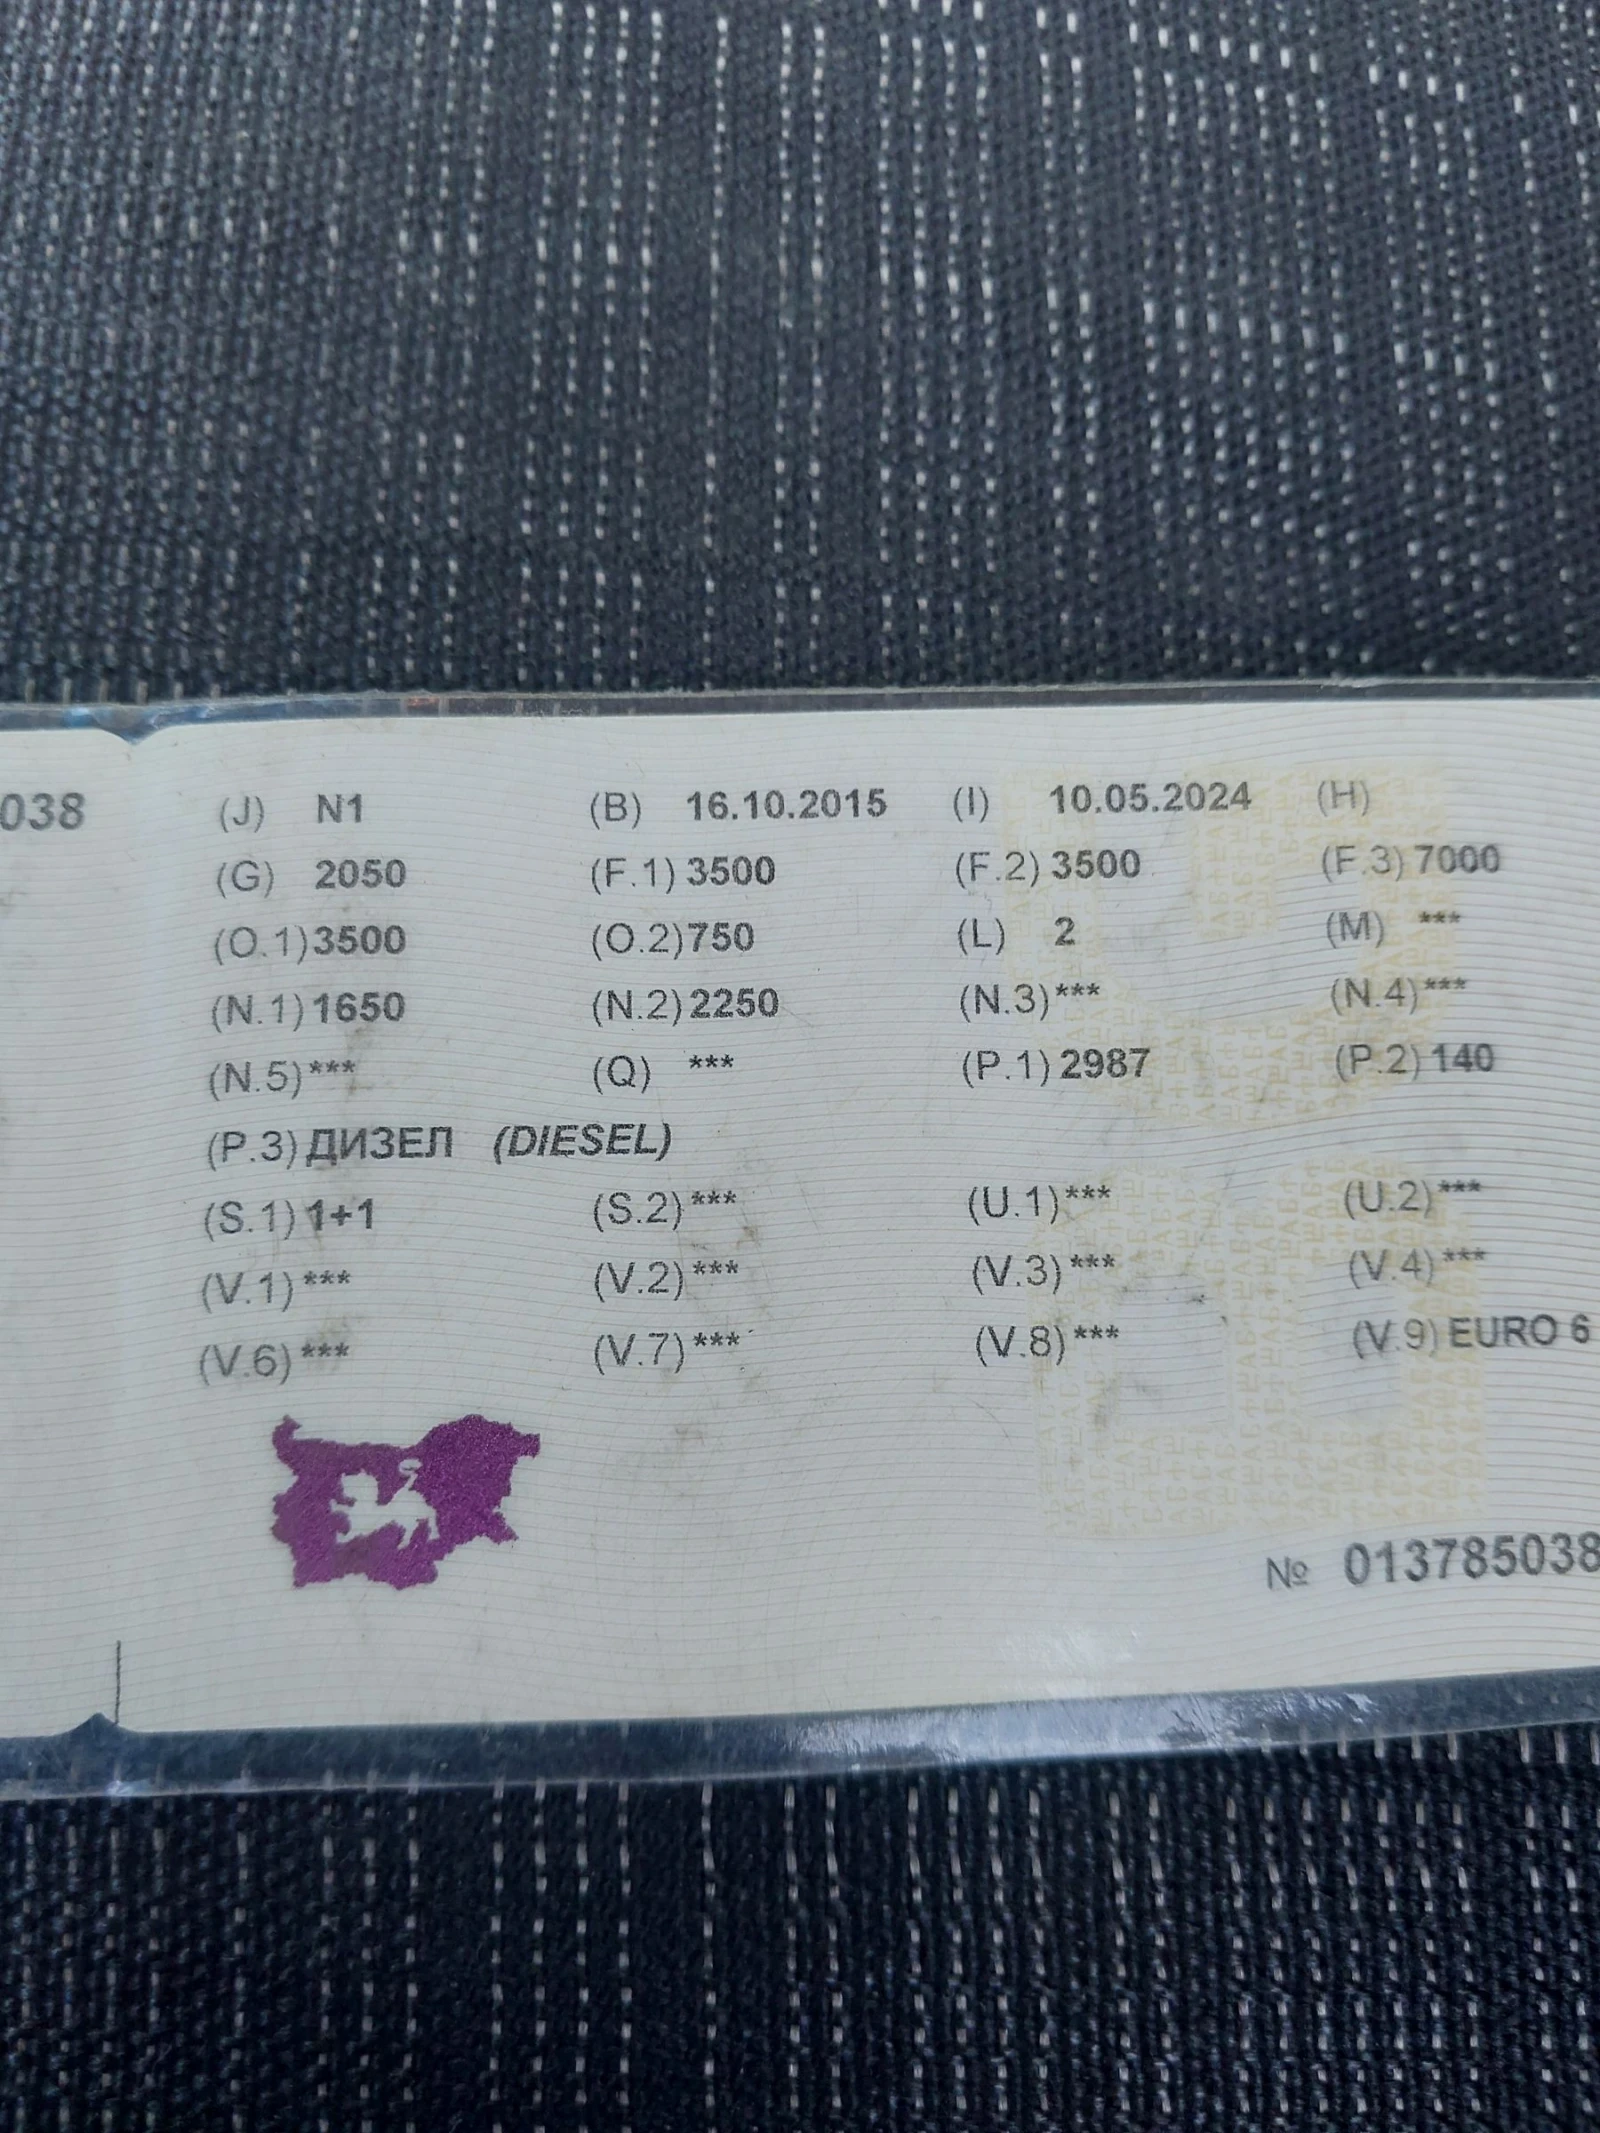 038
(J) N1 (B) 16.10.2015 (I) 10.05.2024 (H)
(G) 2050 (F.1) 3500 (F.2) 3500 (F.3) 7000
(O.1) 3500 (O.2) 750 (L) 2 (M) ***
(N.1) 1650 (N.2) 2250 (N.3) *** (N.4) ***
(N.5) *** (Q) *** (P.1) 2987 (P.2) 140
(P.3) ДИЗЕЛ (DIESEL)
(S.1) 1+1 (S.2) *** (U.1) *** (U.2) ***
(V.1) *** (V.2) *** (V.3) *** (V.4) ***
(V.6) *** (V.7) *** (V.8) *** (V.9) EURO 6
№ 013785038